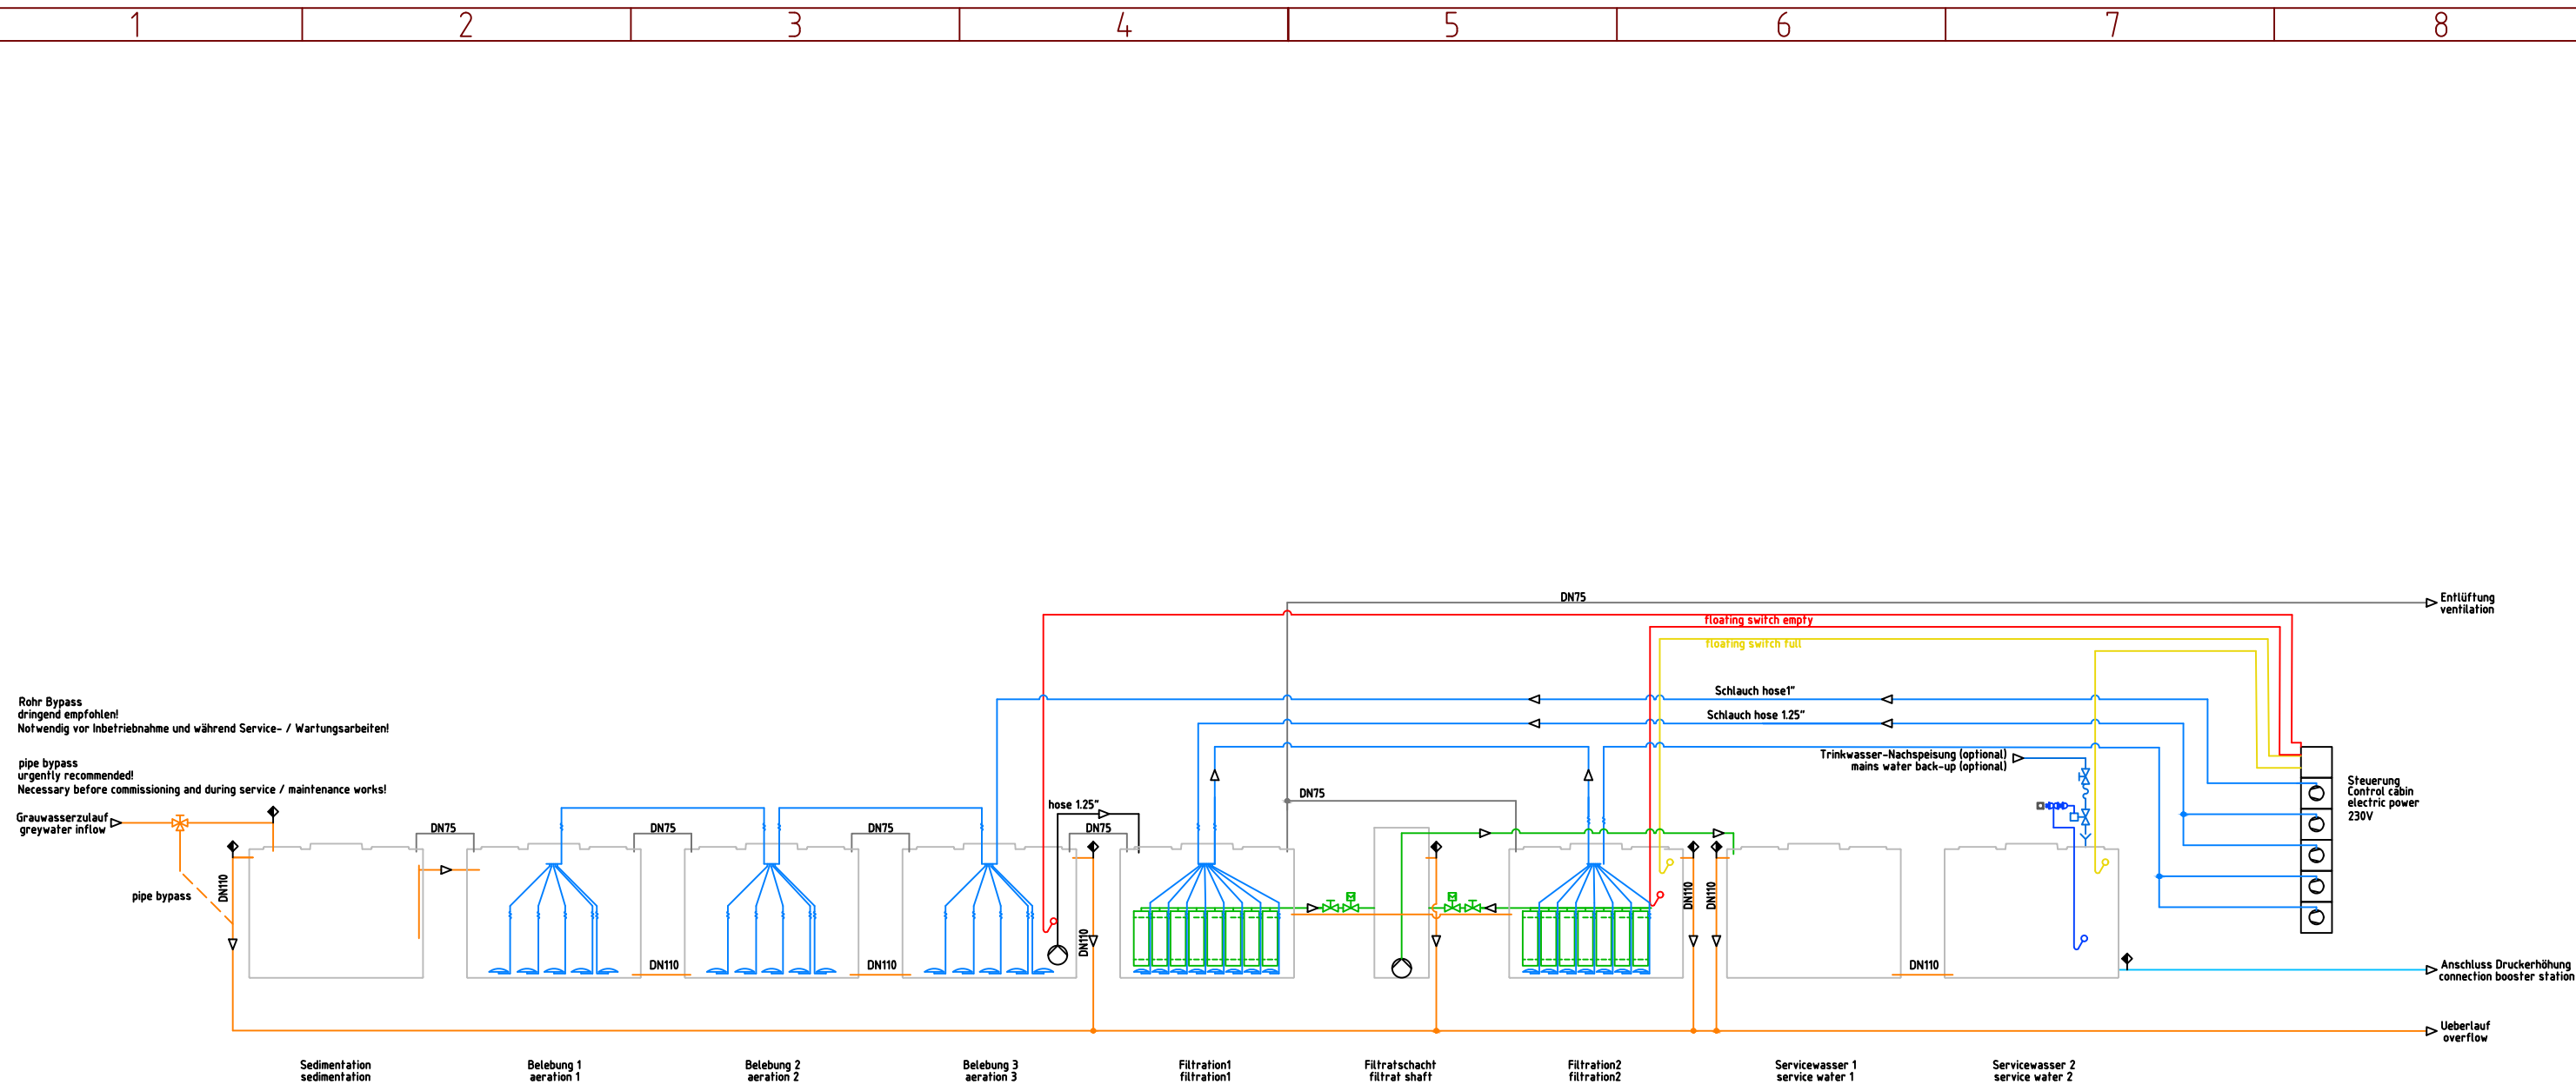 1 2 3 4 5 6 7 8
DN75
Entlüftung
ventilation
floating switch empty
floating switch full
Schlauch hose1"
Schlauch hose 1.25"
Rohr Bypass
dringend empfohlen!
Notwendig vor Inbetriebnahme und während Service- / Wartungsarbeiten!
pipe bypass
urgently recommended!
Necessary before commissioning and during service / maintenance works!
Trinkwasser-Nachspeisung (optional)
mains water back-up (optional)
Steuerung
Control cabin
electric power
230V
Grauwasserzulauf
greywater inflow
hose 1.25"
DN75
DN75
DN75
DN75
DN75
pipe bypass
DN110
DN110
DN110
DN110
DN110
DN110
DN110
Anschluss Druckerhöhung
connection booster station
Ueberlauf
overflow
Sedimentation
sedimentation
Belebung 1
aeration 1
Belebung 2
aeration 2
Belebung 3
aeration 3
Filtration1
filtration1
Filtratschacht
filtrat shaft
Filtration2
filtration2
Servicewasser 1
service water 1
Servicewasser 2
service water 2